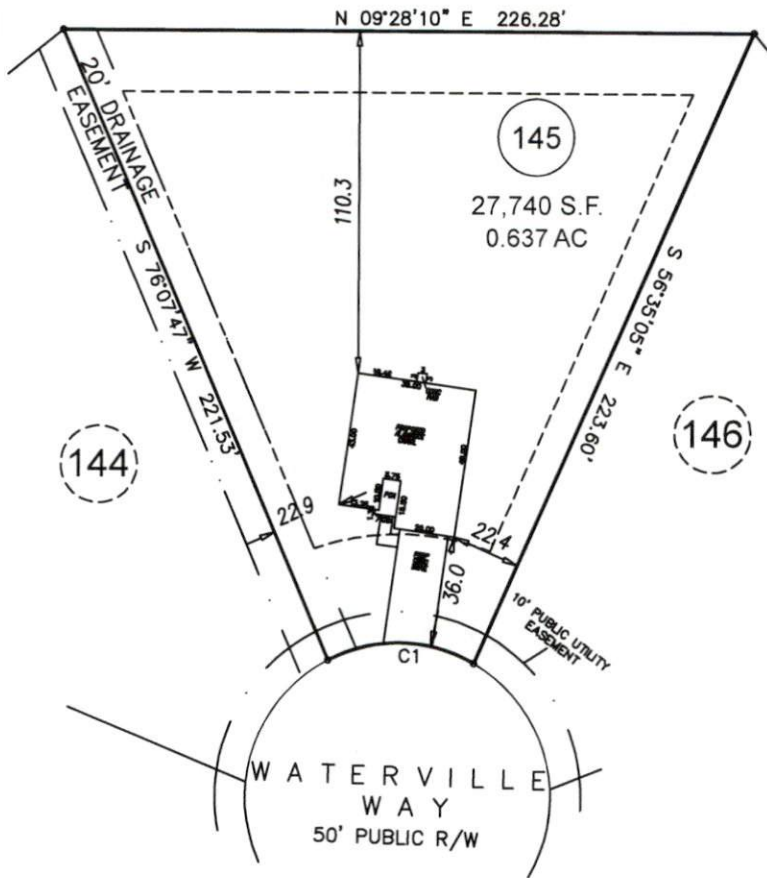 N 09°28'10" E 226.28'
20' DRAINAGE
EASEMENT
145
27,740 S.F.
0.637 AC
110.3
S 76°07'47" W 221.53'
S 56°35'05" E 223.60'
144
146
22.9
22.4
36.0
10' PUBLIC UTILITY
EASEMENT
C1
WATERVILLE
WAY
50' PUBLIC R/W